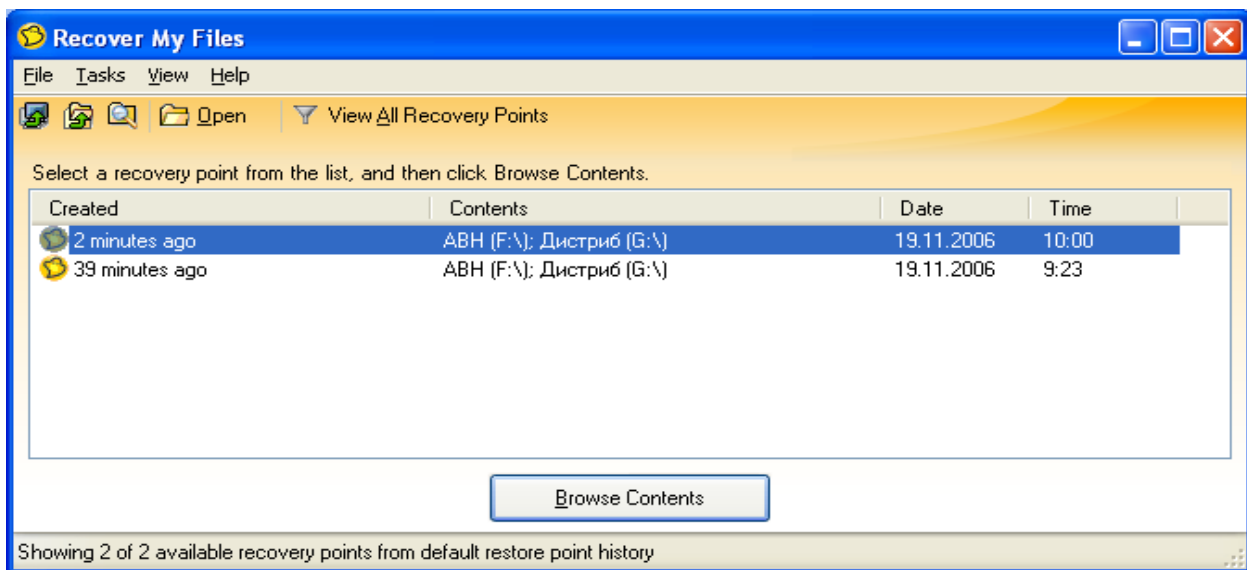 Recover My Files
File Tasks View Help
Open View All Recovery Points
Select a recovery point from the list, and then click Browse Contents.
Created Contents Date Time
2 minutes ago АВН (F:\); Дистриб (G:\) 19.11.2006 10:00
39 minutes ago АВН (F:\); Дистриб (G:\) 19.11.2006 9:23
Browse Contents
Showing 2 of 2 available recovery points from default restore point history